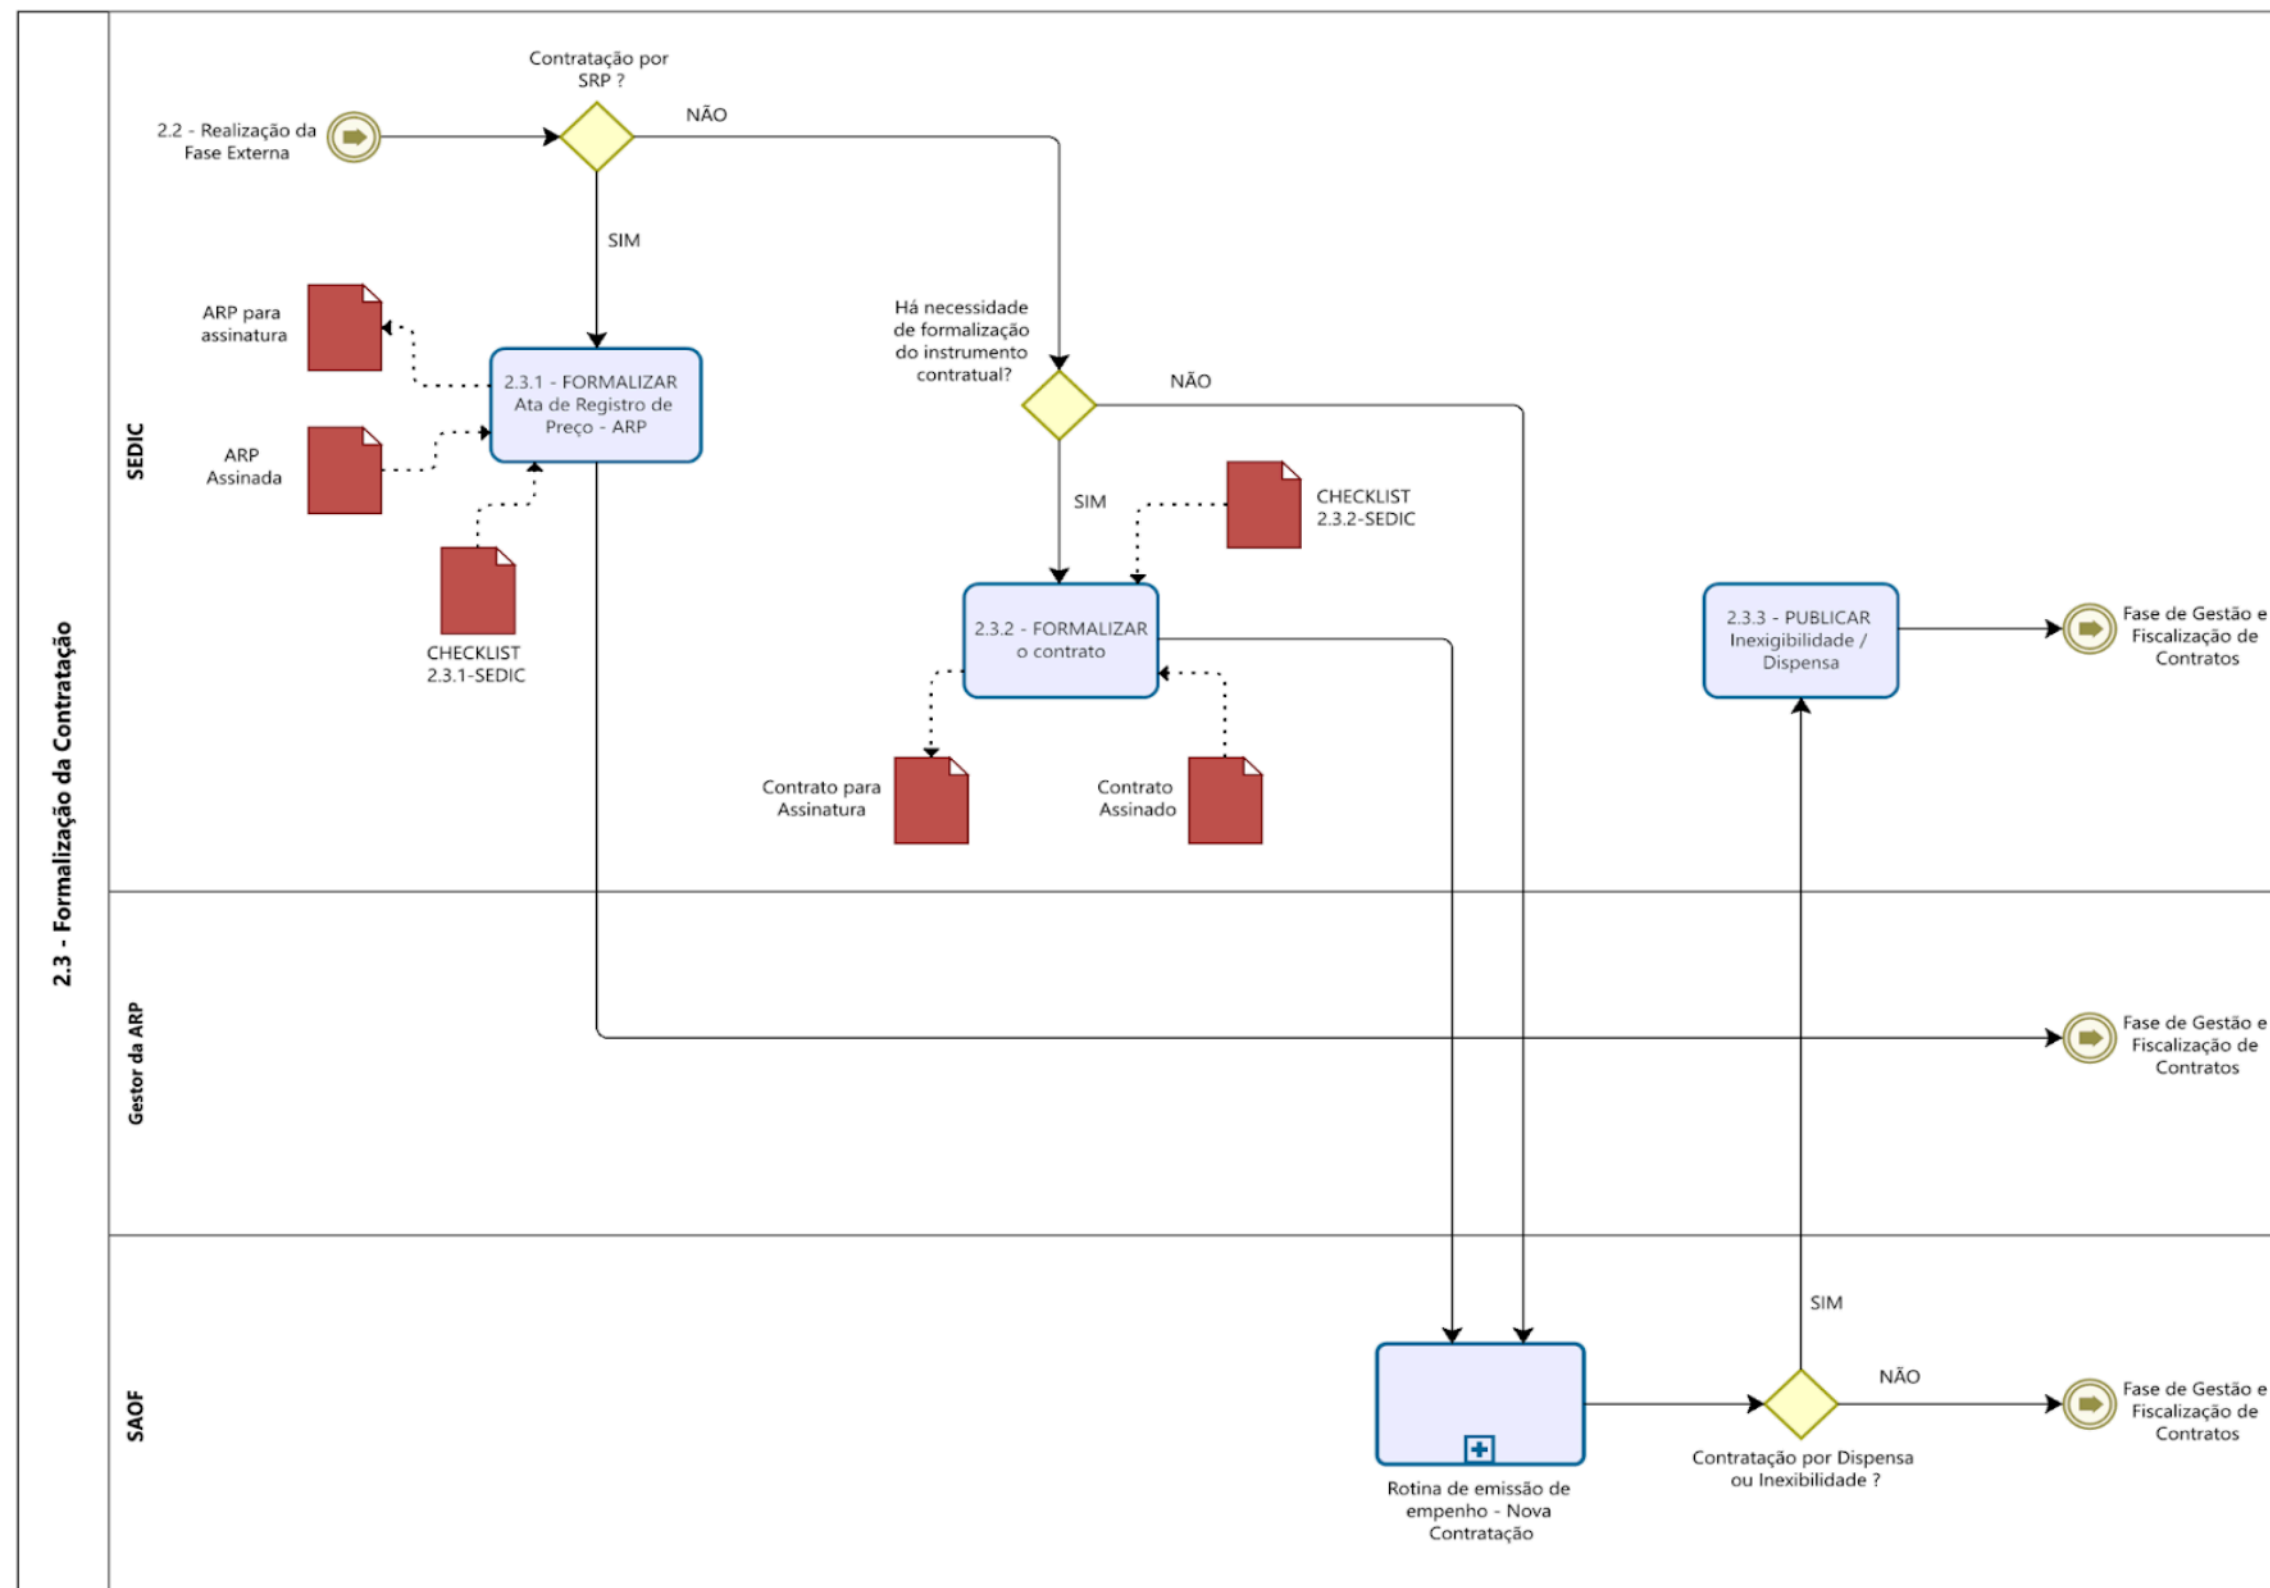 2.3 - Formalização da Contratação
SEDIC
Contratação por
SRP ?
2.2 - Realização da
Fase Externa
NÃO
SIM
ARP para
assinatura
2.3.1 - FORMALIZAR
Ata de Registro de
Preço - ARP
ARP
Assinada
CHECKLIST
2.3.1-SEDIC
Há necessidade
de formalização
do instrumento
contratual?
NÃO
SIM
CHECKLIST
2.3.2-SEDIC
2.3.2 - FORMALIZAR
o contrato
Contrato para
Assinatura
Contrato
Assinado
2.3.3 - PUBLICAR
Inexigibilidade /
Dispensa
Fase de Gestão e
Fiscalização de
Contratos
Gestor da ARP
Fase de Gestão e
Fiscalização de
Contratos
SAOF
Rotina de emissão de
empenho - Nova
Contratação
SIM
NÃO
Contratação por Dispensa
ou Inexibilidade ?
Fase de Gestão e
Fiscalização de
Contratos